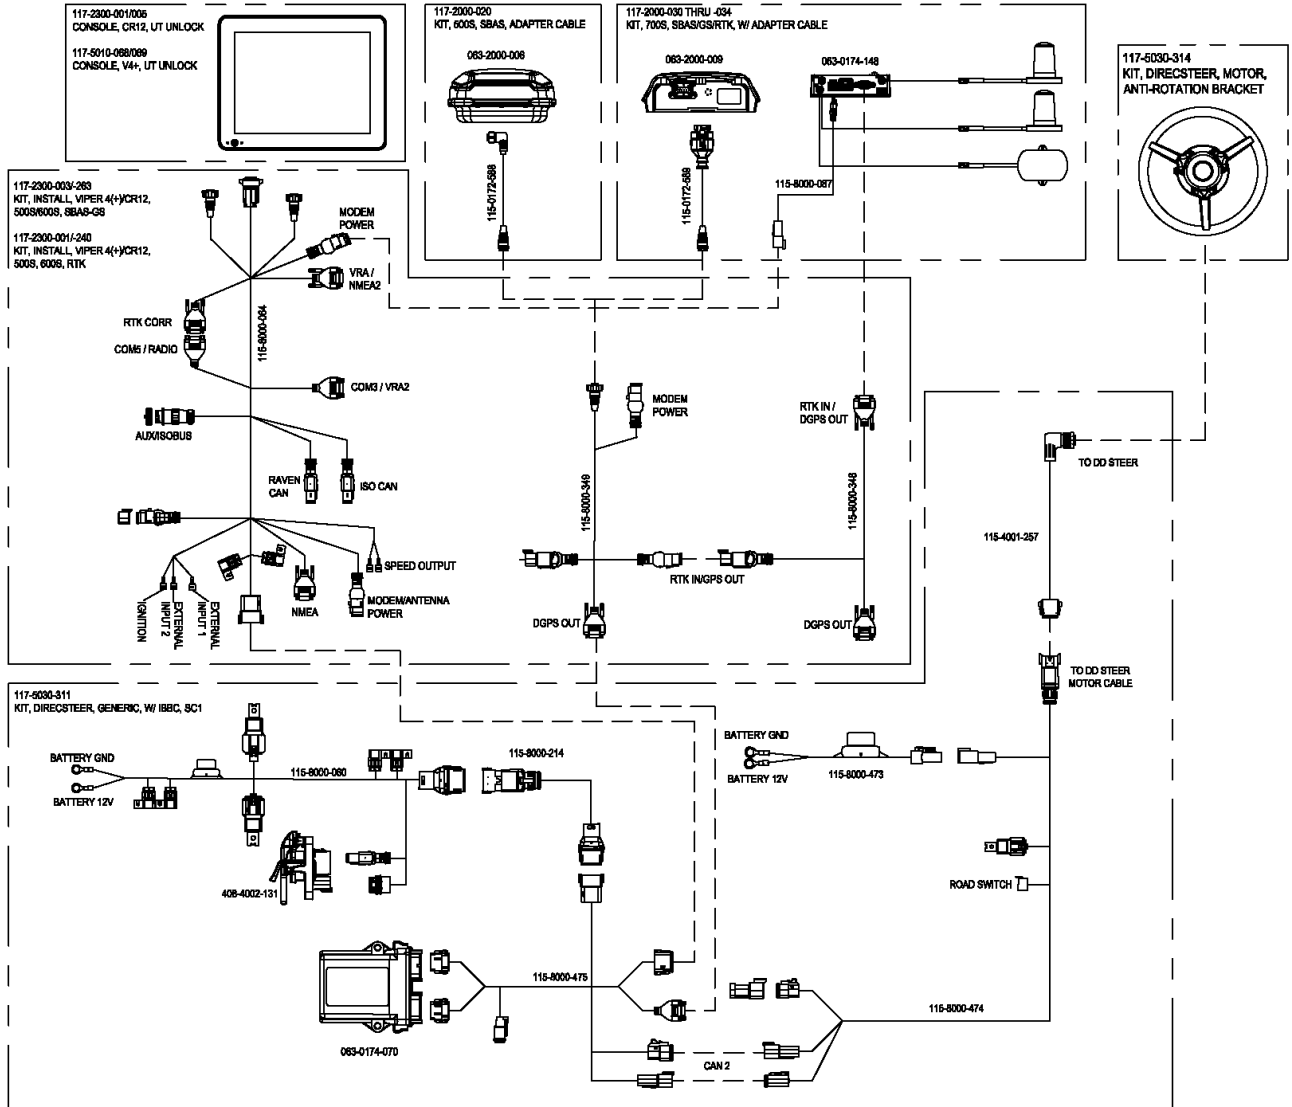 117-2300-001/005
CONSOLE, CR12, UT UNLOCK
117-5010-068/069
CONSOLE, V4+, UT UNLOCK
117-2000-020
KIT, 600S, SBAS, ADAPTER CABLE
063-2000-006
115-0172-588
117-2000-030 THRU -034
KIT, 700S, SBAS/GS/RTK, W/ ADAPTER CABLE
063-2000-009
063-0174-148
115-0172-589
115-8000-087
117-5030-314
KIT, DIRECSTEER, MOTOR,
ANTI-ROTATION BRACKET
117-2300-003/-263
KIT, INSTALL, VIPER 4(+)/CR12,
500S/600S, SBAS-GS
117-2300-001/-240
KIT, INSTALL, VIPER 4(+)/CR12,
500S, 600S, RTK
MODEM
POWER
VRA /
NMEA2
RTK CORR
COM5 / RADIO
115-8000-064
COM3 / VRA2
AUX/ISOBUS
RAVEN
CAN
ISO CAN
SPEED OUTPUT
NMEA
MODEM/ANTENNA
POWER
IGNITION
EXTERNAL
INPUT 2
EXTERNAL
INPUT 1
MODEM
POWER
115-8000-349
RTK IN/GPS OUT
DGPS OUT
RTK IN /
DGPS OUT
115-8000-348
DGPS OUT
TO DD STEER
115-4001-257
TO DD STEER
MOTOR CABLE
117-5030-311
KIT, DIRECSTEER, GENERIC, W/ IBBC, SC1
BATTERY GND
BATTERY 12V
115-8000-060
115-8000-214
408-4002-131
BATTERY GND
BATTERY 12V
115-8000-473
ROAD SWITCH
115-8000-475
063-0174-070
115-8000-474
CAN 2